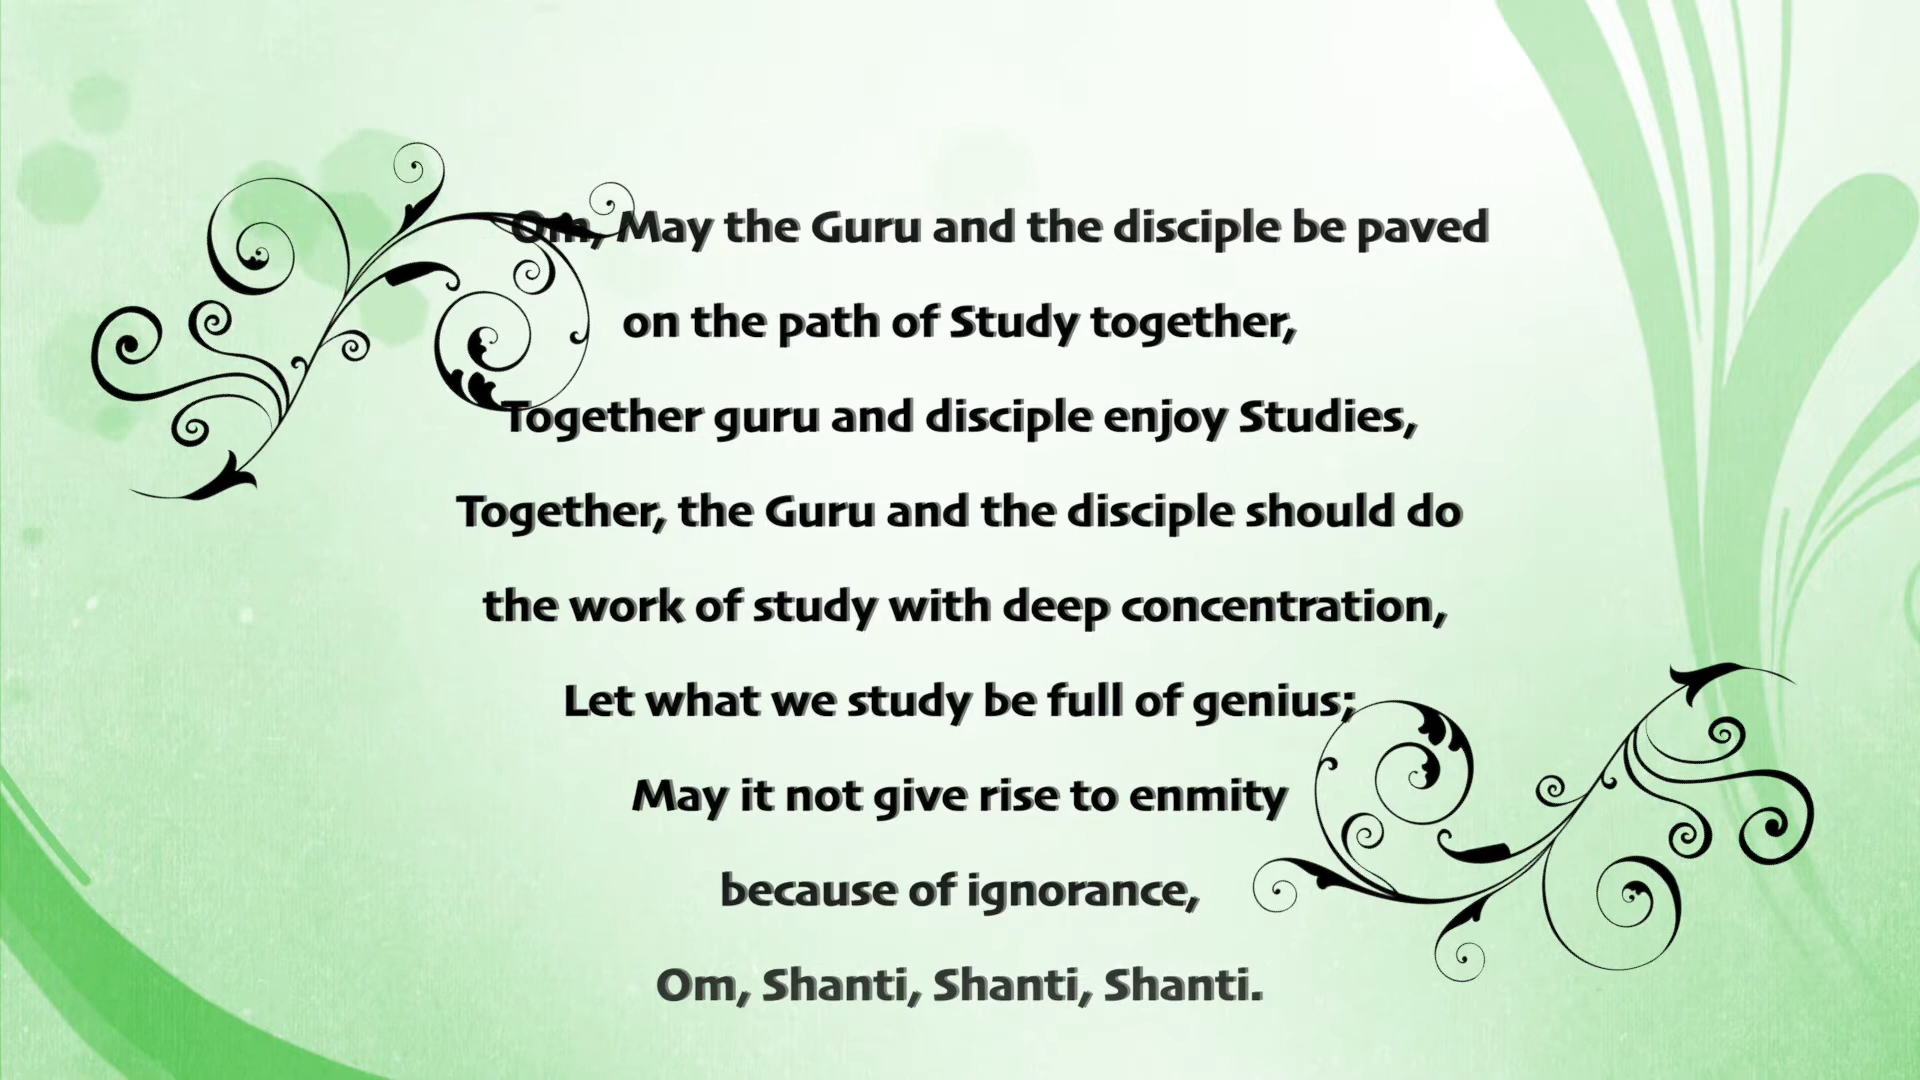 Om, May the Guru and the disciple be paved
on the path of Study together,
Together guru and disciple enjoy Studies,
Together, the Guru and the disciple should do
the work of study with deep concentration,
Let what we study be full of genius;
May it not give rise to enmity
because of ignorance,
Om, Shanti, Shanti, Shanti.